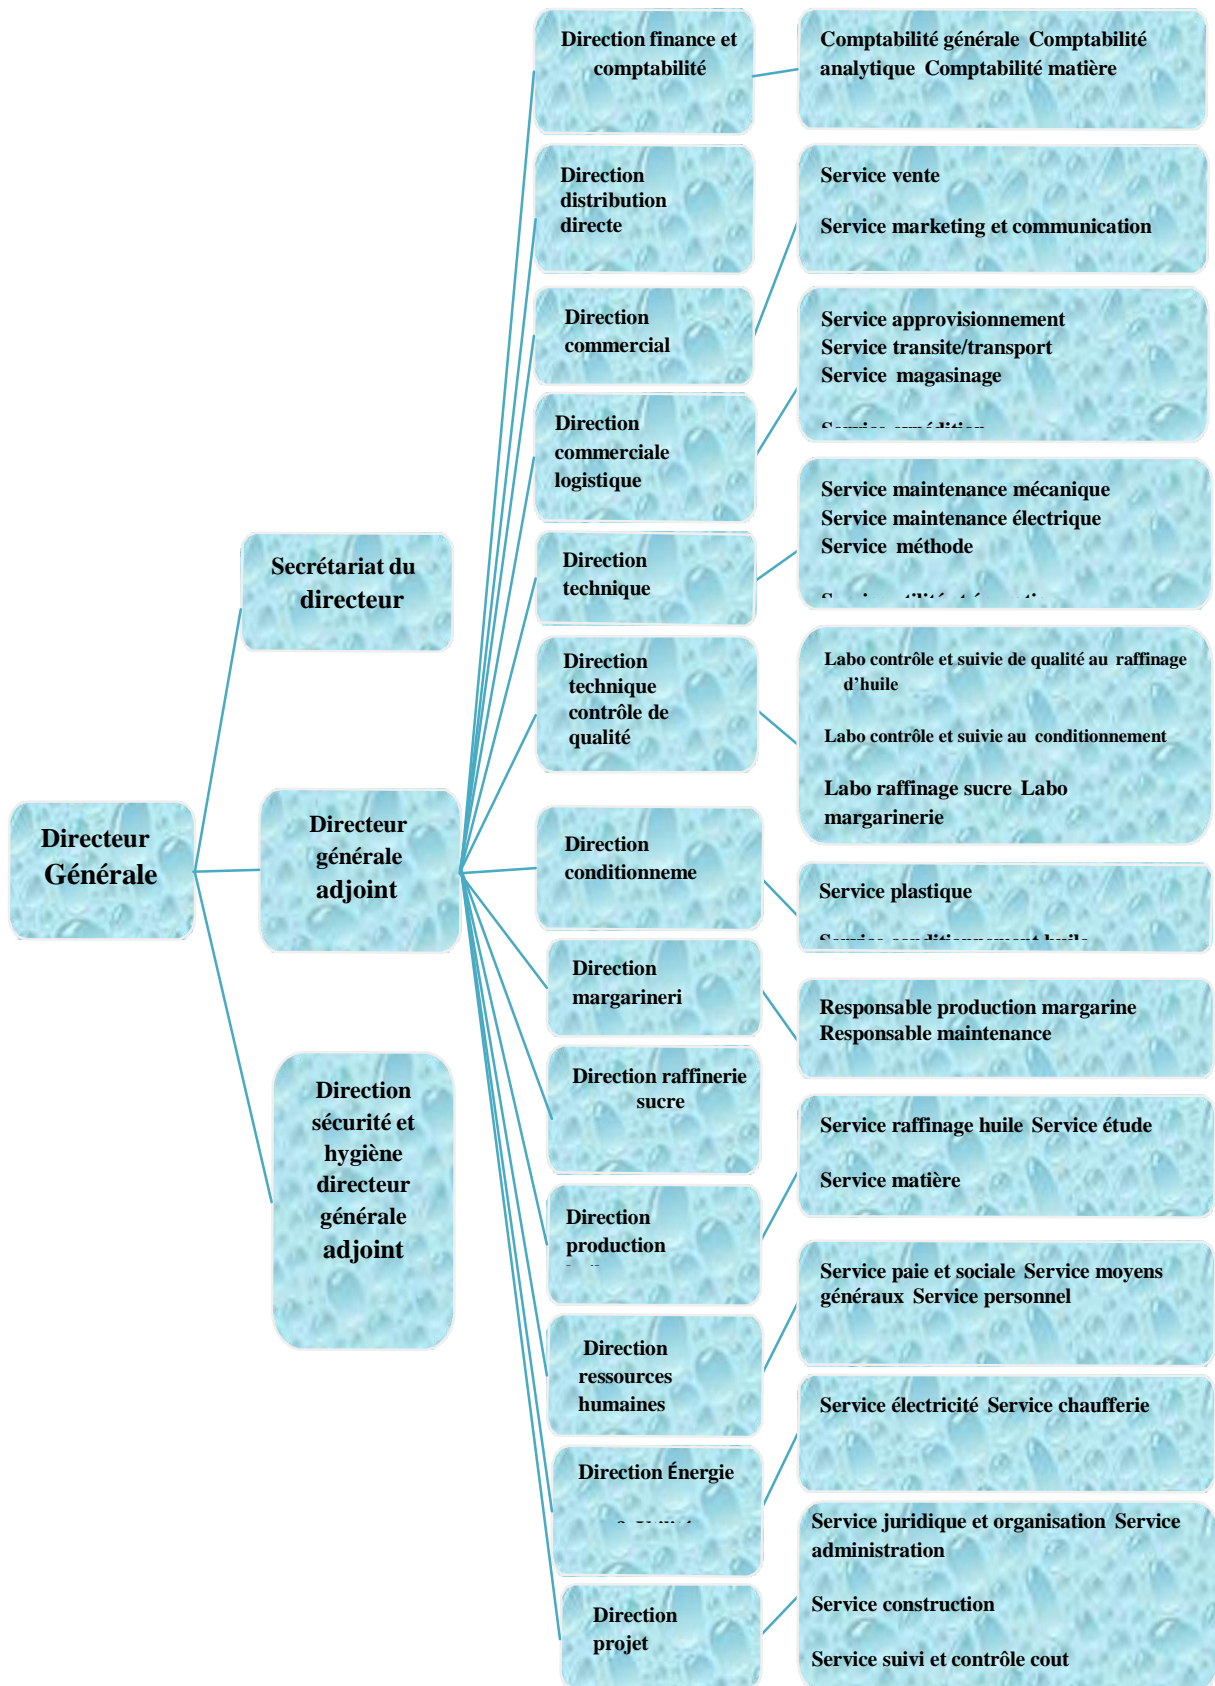 Directeur
Générale
Secrétariat du
directeur
Directeur
générale
adjoint
Direction
sécurité et
hygiène
directeur
générale
adjoint
Direction finance et
comptabilité
Comptabilité générale Comptabilité
analytique Comptabilité matière
Direction
distribution
directe
Direction
commercial
Service vente
Service marketing et communication
Direction
commerciale
logistique
Service approvisionnement
Service transite/transport
Service magasinage
Service expédition
Direction
technique
Service maintenance mécanique
Service maintenance électrique
Service méthode
Direction
technique
contrôle de
qualité
Labo contrôle et suivie de qualité au raffinage
d’huile
Labo contrôle et suivie au conditionnement
Labo raffinage sucre Labo
margarinerie
Direction
conditionneme
Service plastique
Service conditionnement huile
Direction
margarineri
Responsable production margarine
Responsable maintenance
Direction raffinerie
sucre
Direction
production
Service raffinage huile Service étude
Service matière
Direction
ressources
humaines
Service paie et sociale Service moyens
généraux Service personnel
Direction Énergie
& Utilité
Service électricité Service chaufferie
Direction
projet
Service juridique et organisation Service
administration
Service construction
Service suivi et contrôle cout